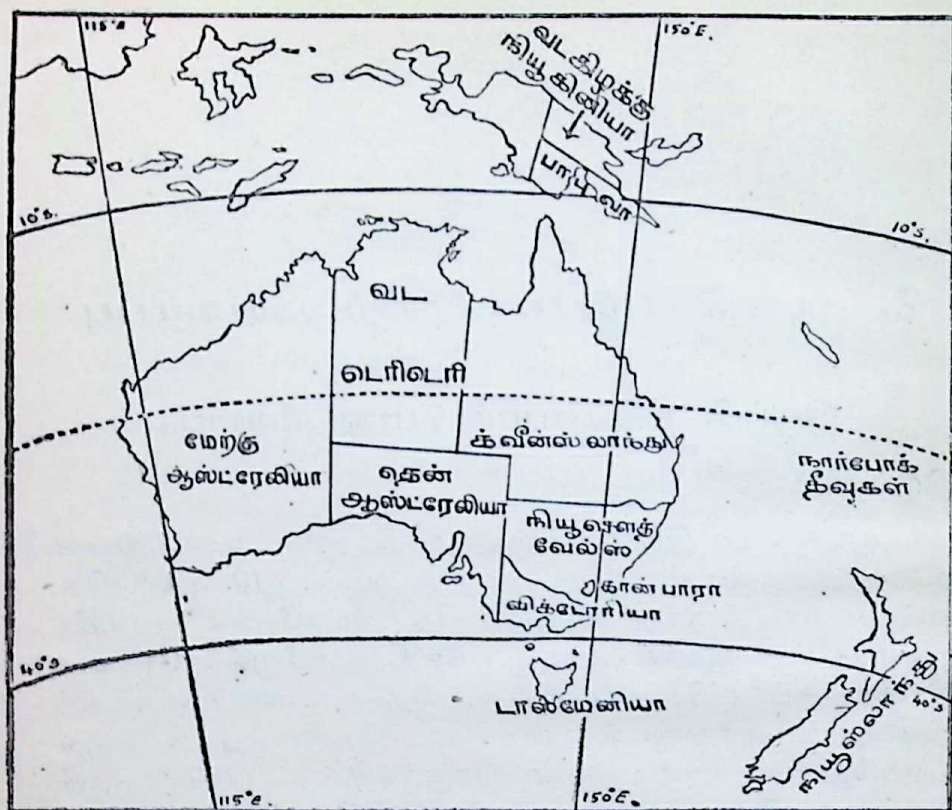 115°E
150°E.
வடகிழக்கு
நியூகினியா
பாபுவா
10°S.
10°S.
வட
டெரிடெரி
மேற்கு
ஆஸ்ட்ரேலியா
தென்
ஆஸ்ட்ரேலியா
க்வீன்ஸ்லாந்து
நார்போக்
தீவுகள்
நியூ சௌத்
வேல்ஸ்
கான்பாரா
விக்டோரியா
40°S
40°S
டாஸ்மேனியா
நியூஸ்லாந்து
115°E
150°E.